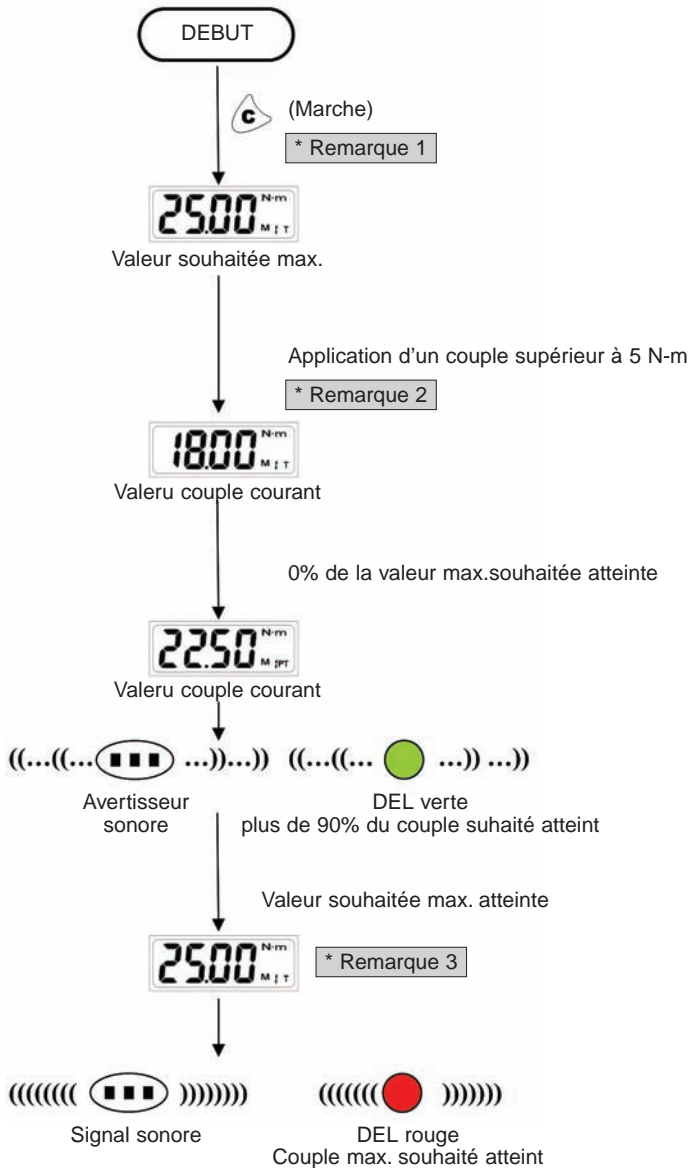 DEBUT
C (Marche)
* Remarque 1
25.00 N·m M T
Valeur souhaitée max.
Application d'un couple supérieur à 5 N-m
* Remarque 2
18.00 N·m M T
Valeru couple courant
0% de la valeur max.souhaitée atteinte
22.50 N·m M PT
Valeru couple courant
((...((... ...))...)) ((...((... ...)) ...))
Avertisseur DEL verte
sonore plus de 90% du couple suhaité atteint
Valeur souhaitée max. atteinte
25.00 N·m M T * Remarque 3
(((((((( )))))))) ((((((( )))))))
Signal sonore DEL rouge
Couple max. souhaité atteint